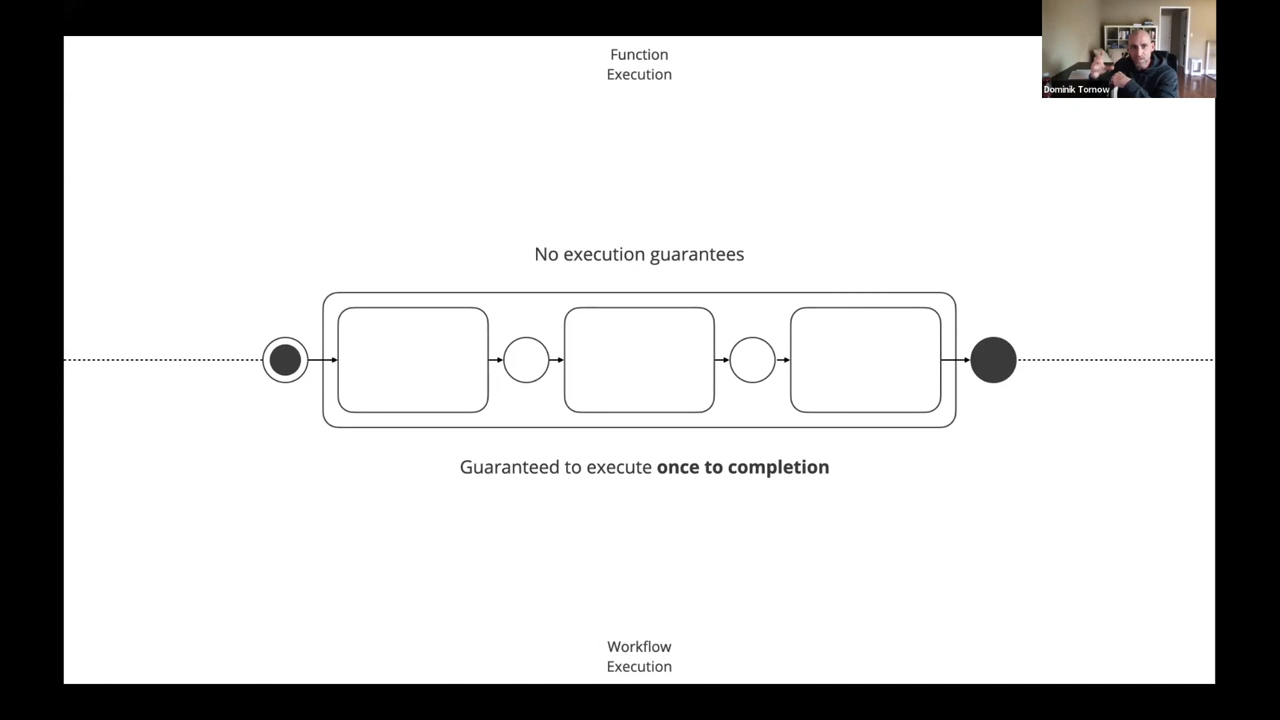 Function
Execution
Dominik Tornow
No execution guarantees
Guaranteed to execute once to completion
Workflow
Execution